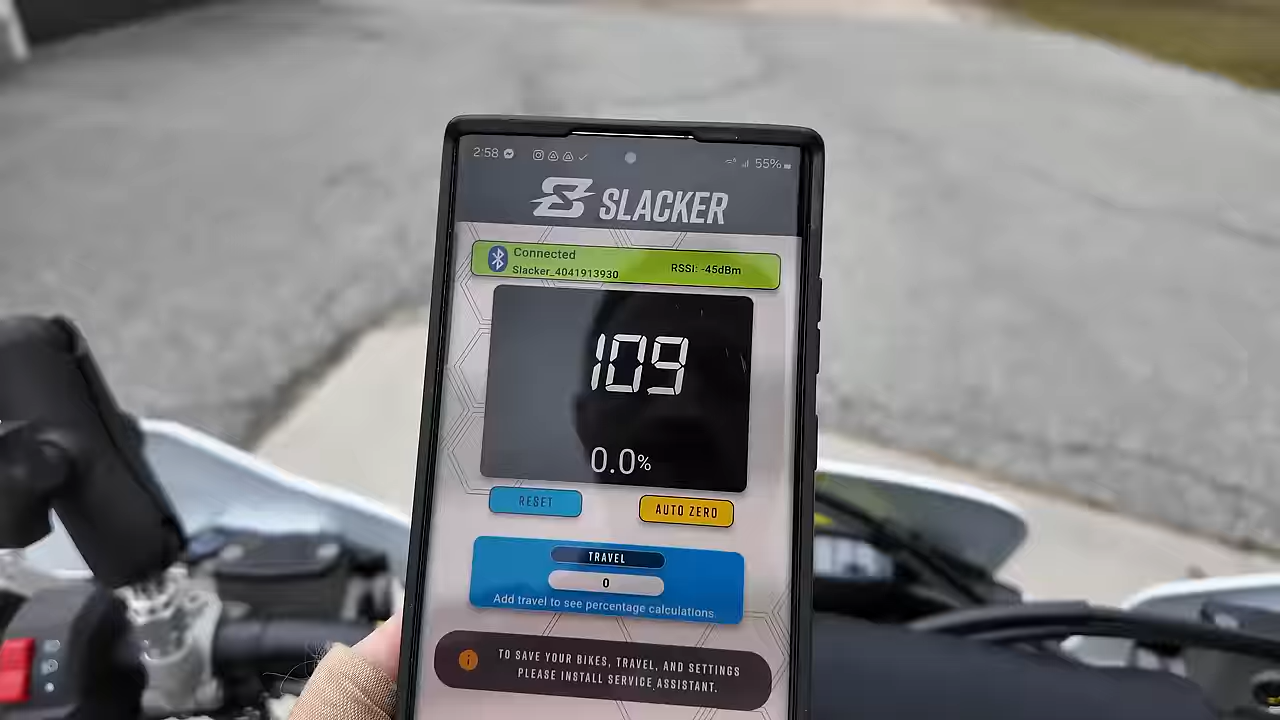 2:58
55%
SLACKER
Connected
Slacker_4041913930
RSSI: -45dBm
109
0.0%
RESET
AUTO ZERO
TRAVEL
0
Add travel to see percentage calculations.
TO SAVE YOUR BIKES, TRAVEL, AND SETTINGS
PLEASE INSTALL SERVICE ASSISTANT.